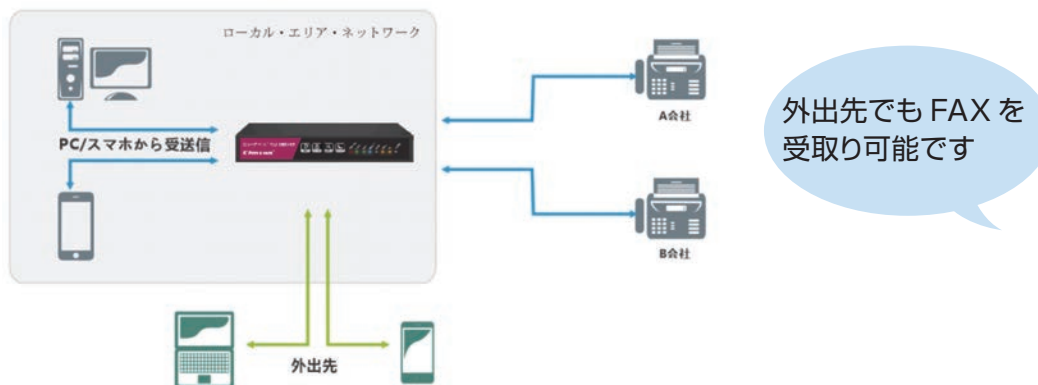 ローカル・エリア・ネットワーク
PC/スマホから受送信
A会社
外出先でも FAX を
受取り可能です
B会社
外出先